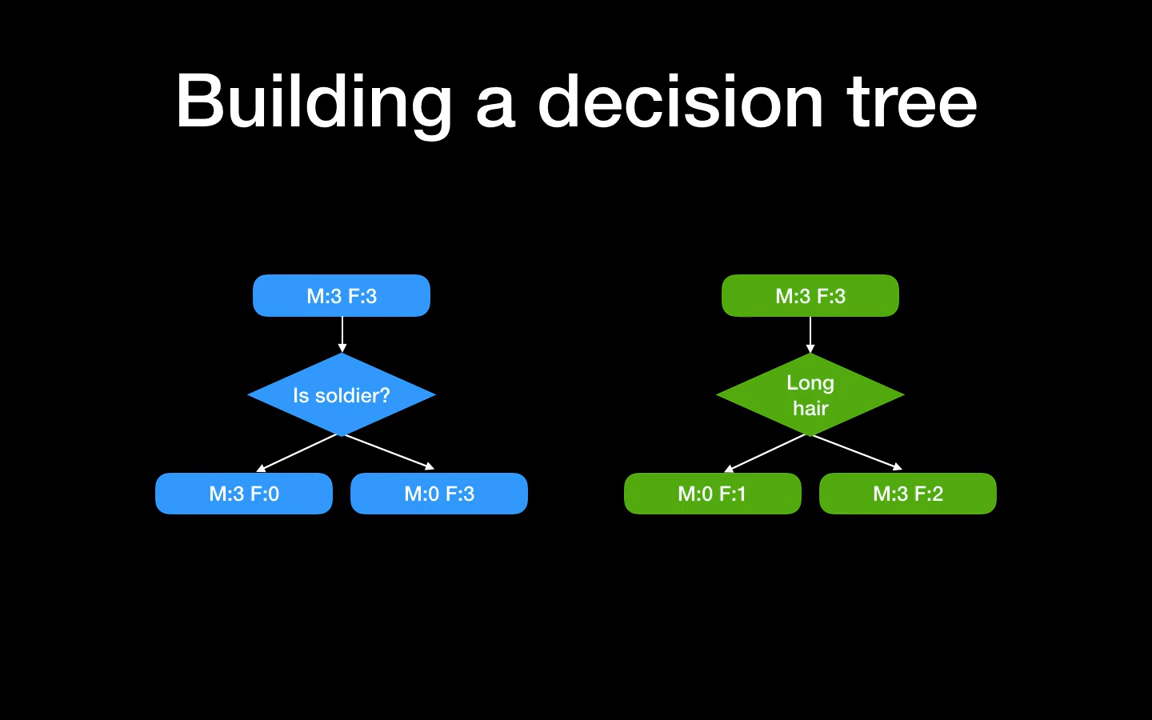 Building a decision tree
M:3 F:3
Is soldier?
M:3 F:0
M:0 F:3
M:3 F:3
Long
hair
M:0 F:1
M:3 F:2